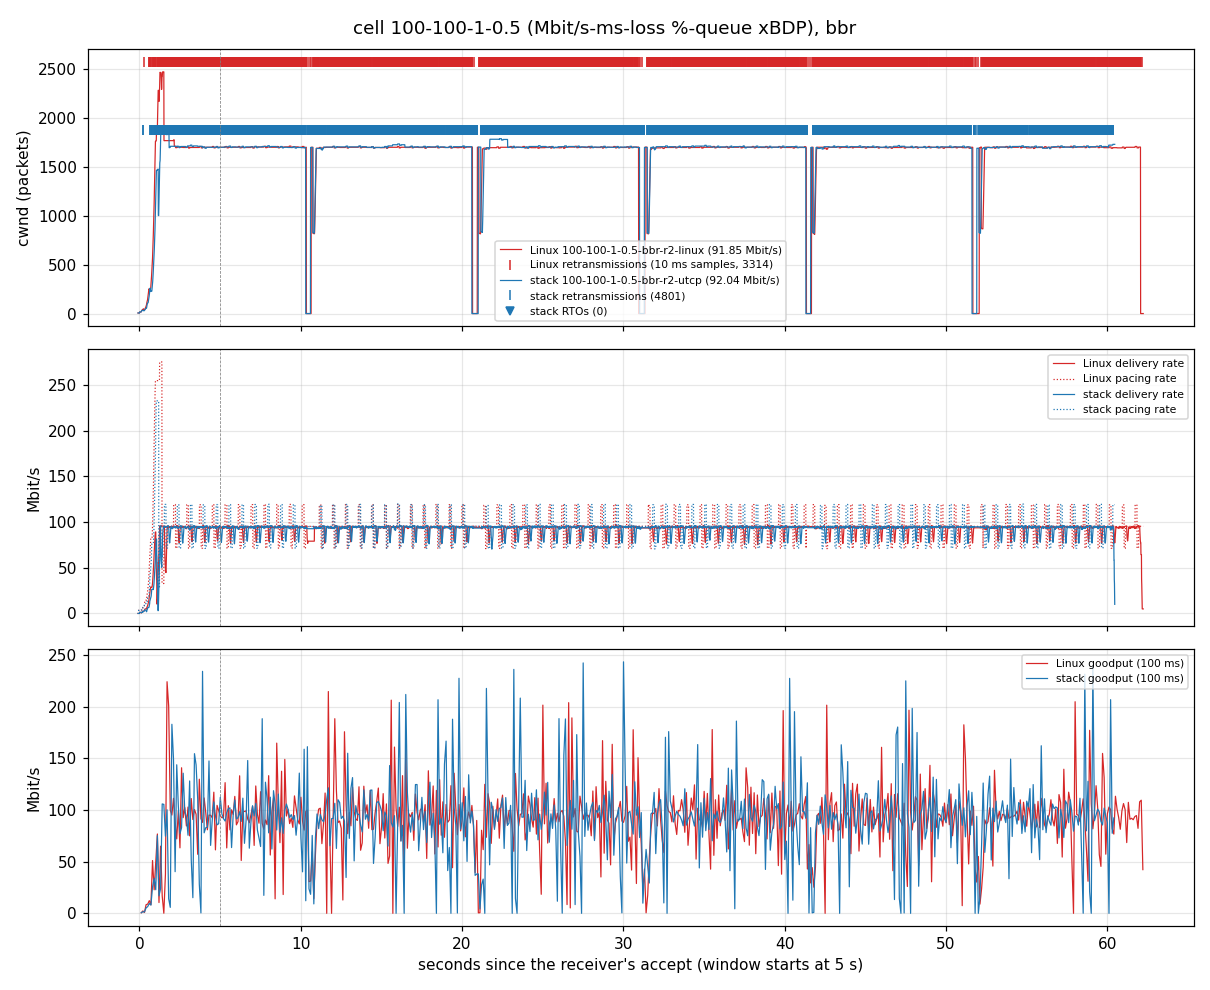 cell 100-100-1-0.5 (Mbit/s-ms-loss %-queue xBDP), bbr
cwnd (packets)
2500
2000
1500
1000
500
0
Linux 100-100-1-0.5-bbr-r2-linux (91.85 Mbit/s)
Linux retransmissions (10 ms samples, 3314)
stack 100-100-1-0.5-bbr-r2-utcp (92.04 Mbit/s)
stack retransmissions (4801)
stack RTOs (0)
Mbit/s
250
200
150
100
50
0
Linux delivery rate
Linux pacing rate
stack delivery rate
stack pacing rate
Mbit/s
250
200
150
100
50
0
Linux goodput (100 ms)
stack goodput (100 ms)
0 10 20 30 40 50 60
seconds since the receiver's accept (window starts at 5 s)